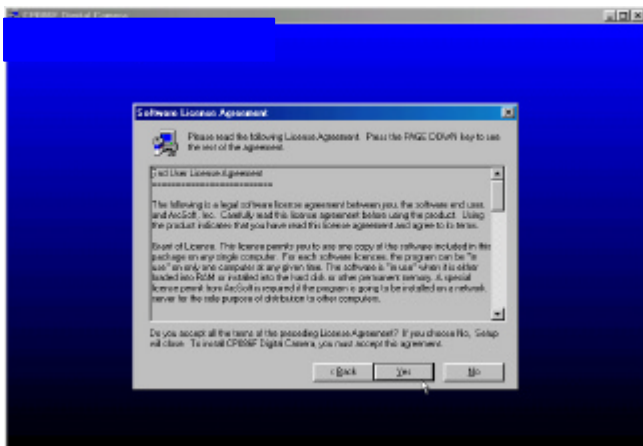 Digital Camera
Software License Agreement
Please read the following License Agreement. Press the PAGE DOWN key to see
the rest of the agreement.
End User License Agreement
==========================
The following is a legal software license agreement between you, the software end user,
and ArcSoft, Inc. Carefully read this license agreement before using the product. Using
the product indicates that you have read this license agreement and agree to its terms.
Grant of License. This license permits you to use one copy of the software included in this
package on any single computer. For each software licences, the program can be "in
use" on only one computer at any given time. The software is "in use" when it is either
loaded into RAM or installed into the hard disk or other permanent memory. A special
license permit from ArcSoft is required if the program is going to be installed on a network
server for the sole purpose of distribution to other computers.
Do you accept all the terms of the preceding License Agreement? If you choose No, Setup
will close. To install Digital Camera, you must accept this agreement.
< Back Yes No